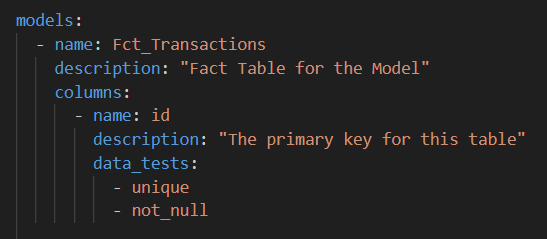 models:
- name: Fct_Transactions
description: "Fact Table for the Model"
columns:
- name: id
description: "The primary key for this table"
data_tests:
- unique
- not_null